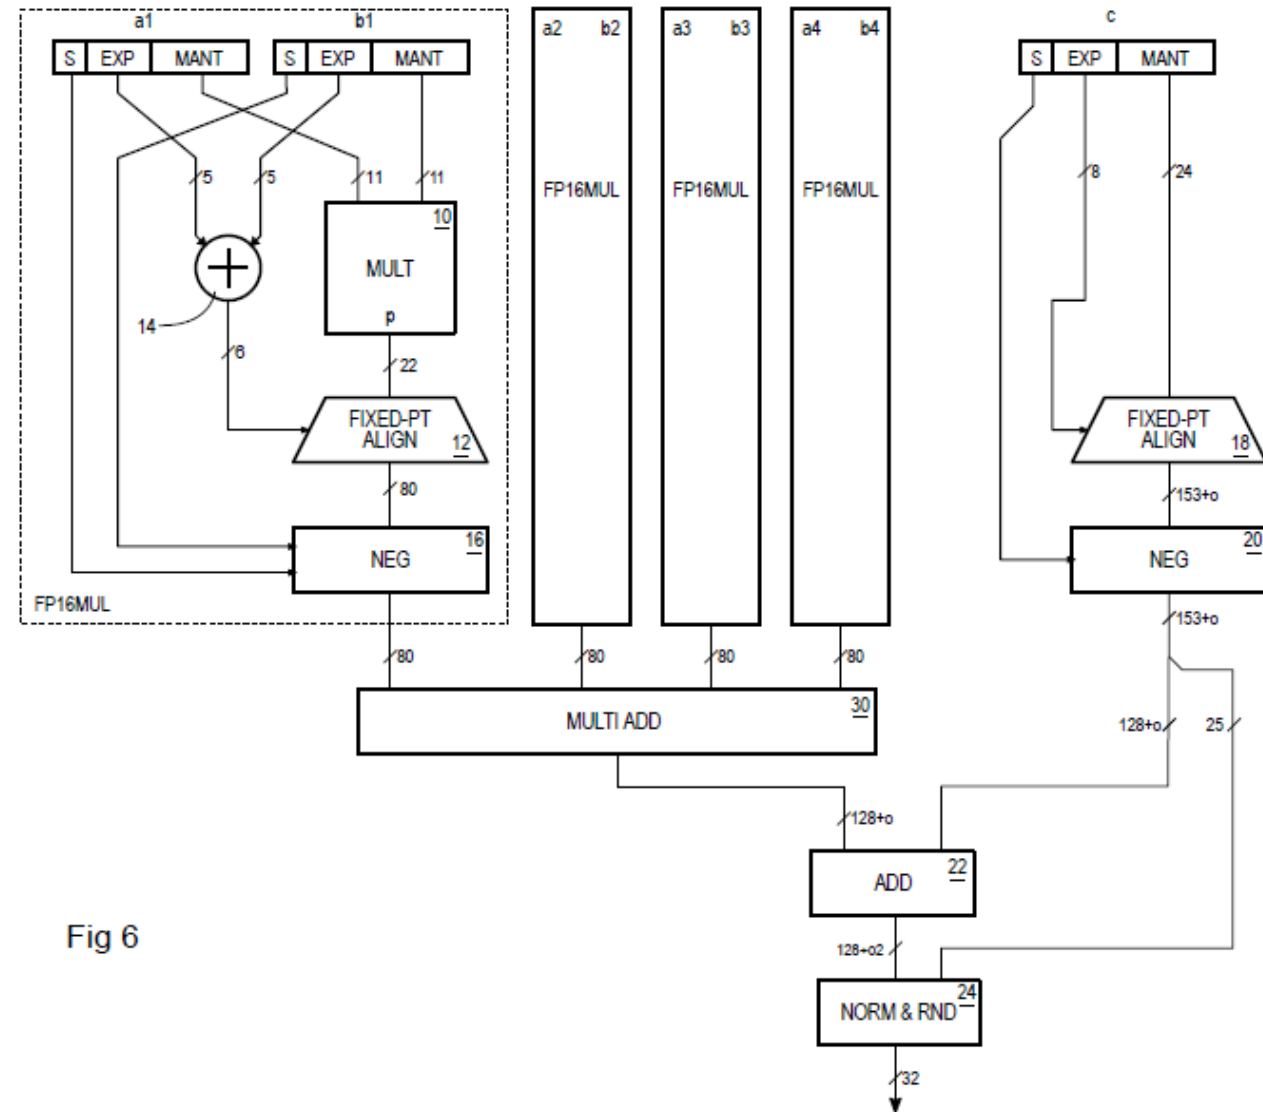 a1 b1 a2 b2 a3 b3 a4 b4 c
S EXP MANT S EXP MANT S EXP MANT
5 5 11 11 8 24
FP16MUL FP16MUL FP16MUL
10
MULT
p
14
6 22
FIXED-PT
ALIGN 12
FIXED-PT
ALIGN 18
80 153+o
16
NEG
20
NEG
FP16MUL
153+o
80 80 80 80
30
MULTI ADD
128+o 25
128+o
22
ADD
Fig 6
128+o2
24
NORM & RND
32